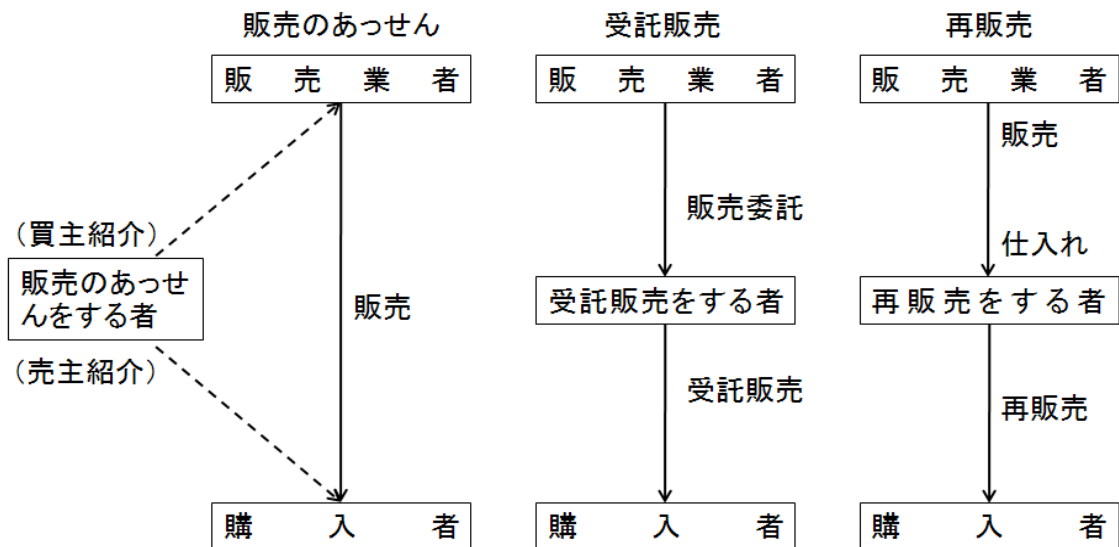 販売のあっせん
販売業者
(買主紹介)
販売のあっせ
んをする者
(売主紹介)
販売
購入者
受託販売
販売業者
販売委託
受託販売をする者
受託販売
購入者
再販売
販売業者
販売
仕入れ
再販売をする者
再販売
購入者